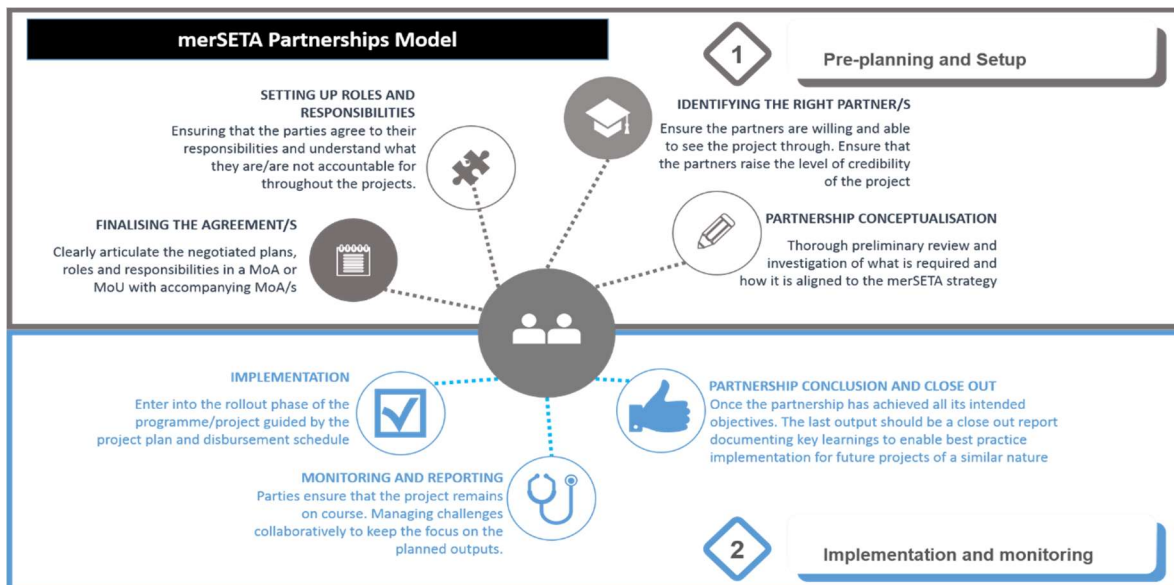 merSETA Partnerships Model
1
Pre-planning and Setup
SETTING UP ROLES AND
RESPONSIBILITIES
Ensuring that the parties agree to their
responsibilities and understand what
they are/are not accountable for
throughout the projects.
IDENTIFYING THE RIGHT PARTNER/S
Ensure the partners are willing and able
to see the project through. Ensure that
the partners raise the level of credibility
of the project
FINALISING THE AGREEMENT/S
Clearly articulate the negotiated plans,
roles and responsibilities in a MoA or
MoU with accompanying MoA/s
PARTNERSHIP CONCEPTUALISATION
Thorough preliminary review and
investigation of what is required and
how it is aligned to the merSETA strategy
IMPLEMENTATION
Enter into the rollout phase of the
programme/project guided by the
project plan and disbursement schedule
PARTNERSHIP CONCLUSION AND CLOSE OUT
Once the partnership has achieved all its intended
objectives. The last output should be a close out report
documenting key learnings to enable best practice
implementation for future projects of a similar nature
MONITORING AND REPORTING
Parties ensure that the project remains
on course. Managing challenges
collaboratively to keep the focus on the
planned outputs.
2
Implementation and monitoring